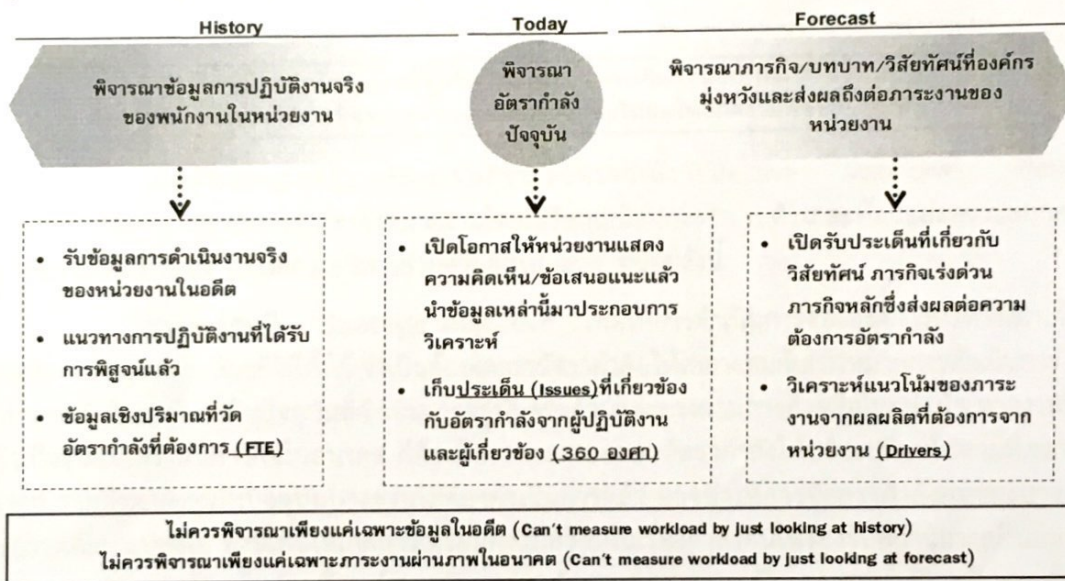 History
Today
Forecast
พิจารณาข้อมูลการปฏิบัติงานจริง
ของพนักงานในหน่วยงาน
พิจารณา
อัตรากำลัง
ปัจจุบัน
พิจารณาภารกิจ/บทบาท/วิสัยทัศน์ที่องค์กร
มุ่งหวังและส่งผลถึงต่อภาระงานของ
หน่วยงาน
• รับข้อมูลการดำเนินงานจริง
ของหน่วยงานในอดีต
• แนวทางการปฏิบัติงานที่ได้รับ
การพิสูจน์แล้ว
• ข้อมูลเชิงปริมาณที่วัด
อัตรากำลังที่ต้องการ (FTE)
• เปิดโอกาสให้หน่วยงานแสดง
ความคิดเห็น/ข้อเสนอแนะแล้ว
นำข้อมูลเหล่านี้มาประกอบการ
วิเคราะห์
• เก็บประเด็น (Issues)ที่เกี่ยวข้อง
กับอัตรากำลังจากผู้ปฏิบัติงาน
และผู้เกี่ยวข้อง (360 องศา)
• เปิดรับประเด็นที่เกี่ยวกับ
วิสัยทัศน์ ภารกิจเร่งด่วน
ภารกิจหลักซึ่งส่งผลต่อความ
ต้องการอัตรากำลัง
• วิเคราะห์แนวโน้มของภาระ
งานจากผลผลิตที่ต้องการจาก
หน่วยงาน (Drivers)
ไม่ควรพิจารณาเพียงแค่เฉพาะข้อมูลในอดีต (Can't measure workload by just looking at history)
ไม่ควรพิจารณาเพียงแค่เฉพาะภาระงานผ่านภาพในอนาคต (Can't measure workload by just looking at forecast)